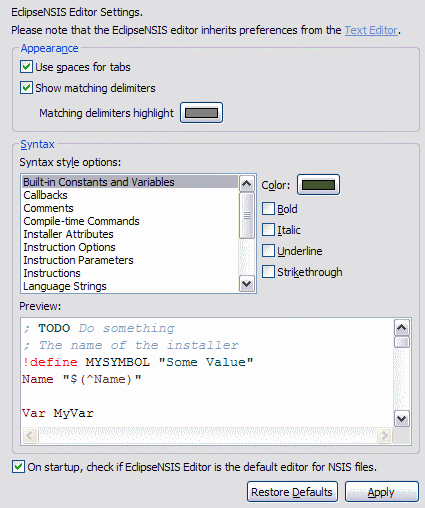 EclipseNSIS Editor Settings.
Please note that the EclipseNSIS editor inherits preferences from the Text Editor.
Appearance
Use spaces for tabs
Show matching delimiters
Matching delimiters highlight
Syntax
Syntax style options:
Built-in Constants and Variables
Callbacks
Comments
Compile-time Commands
Installer Attributes
Instruction Options
Instruction Parameters
Instructions
Language Strings
Color:
Bold
Italic
Underline
Strikethrough
Preview:
; TODO Do something
; The name of the installer
!define MYSYMBOL "Some Value"
Name "$(^Name)"
Var MyVar
On startup, check if EclipseNSIS Editor is the default editor for NSIS files.
Restore Defaults
Apply